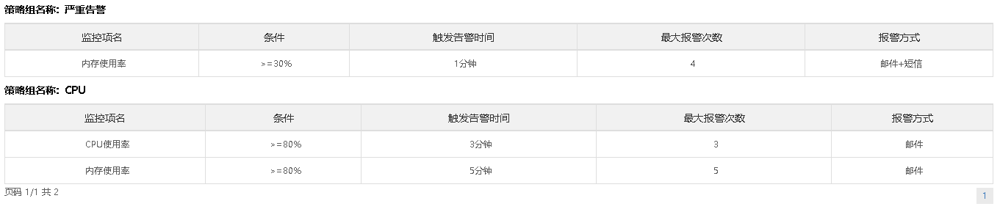 策略组名称：严重告警
监控项名 条件 触发告警时间 最大报警次数 报警方式
内存使用率 >=30% 1分钟 4 邮件+短信
策略组名称：CPU
监控项名 条件 触发告警时间 最大报警次数 报警方式
CPU使用率 >=80% 3分钟 3 邮件
内存使用率 >=80% 5分钟 5 邮件
页码 1/1 共 2 1